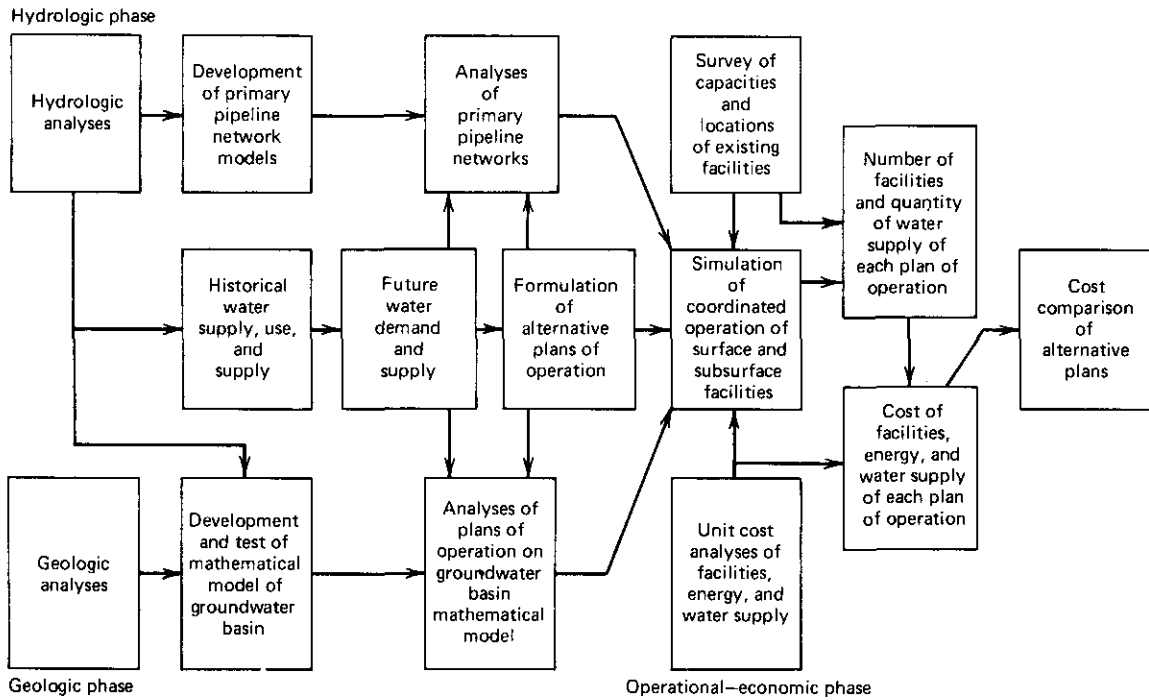 Hydrologic phase
Hydrologic
analyses
Development
of primary
pipeline
network
models
Analyses
of
primary
pipeline
networks
Survey of
capacities
and
locations
of existing
facilities
Number of
facilities
and quantity
of water
supply of
each plan of
operation
Historical
water
supply, use,
and
supply
Future
water
demand
and
supply
Formulation
of
alternative
plans of
operation
Simulation
of
coordinated
operation of
surface and
subsurface
facilities
Cost
comparison
of
alternative
plans
Cost of
facilities,
energy, and
water supply
of each plan
of operation
Geologic
analyses
Development
and test of
mathematical
model of
groundwater
basin
Analyses of
plans of
operation on
groundwater
basin
mathematical
model
Unit cost
analyses of
facilities,
energy, and
water supply
Geologic phase
Operational—economic phase